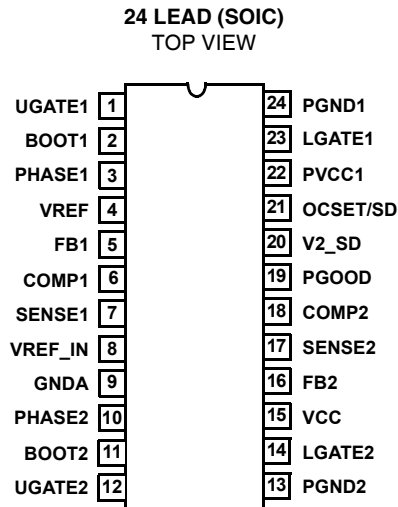 24 LEAD (SOIC)
TOP VIEW
UGATE1 1 24 PGND1
BOOT1 2 23 LGATE1
PHASE1 3 22 PVCC1
VREF 4 21 OCSET/SD
FB1 5 20 V2_SD
COMP1 6 19 PGOOD
SENSE1 7 18 COMP2
VREF_IN 8 17 SENSE2
GNDA 9 16 FB2
PHASE2 10 15 VCC
BOOT2 11 14 LGATE2
UGATE2 12 13 PGND2